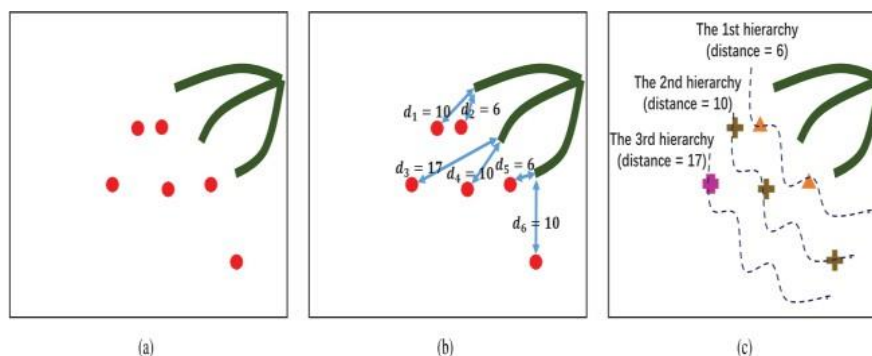 The 1st hierarchy
(distance = 6)
The 2nd hierarchy
(distance = 10)
The 3rd hierarchy
(distance = 17)
d₁ = 10
d₂ = 6
d₃ = 17
d₄ = 10
d₅ = 6
d₆ = 10
(a)
(b)
(c)